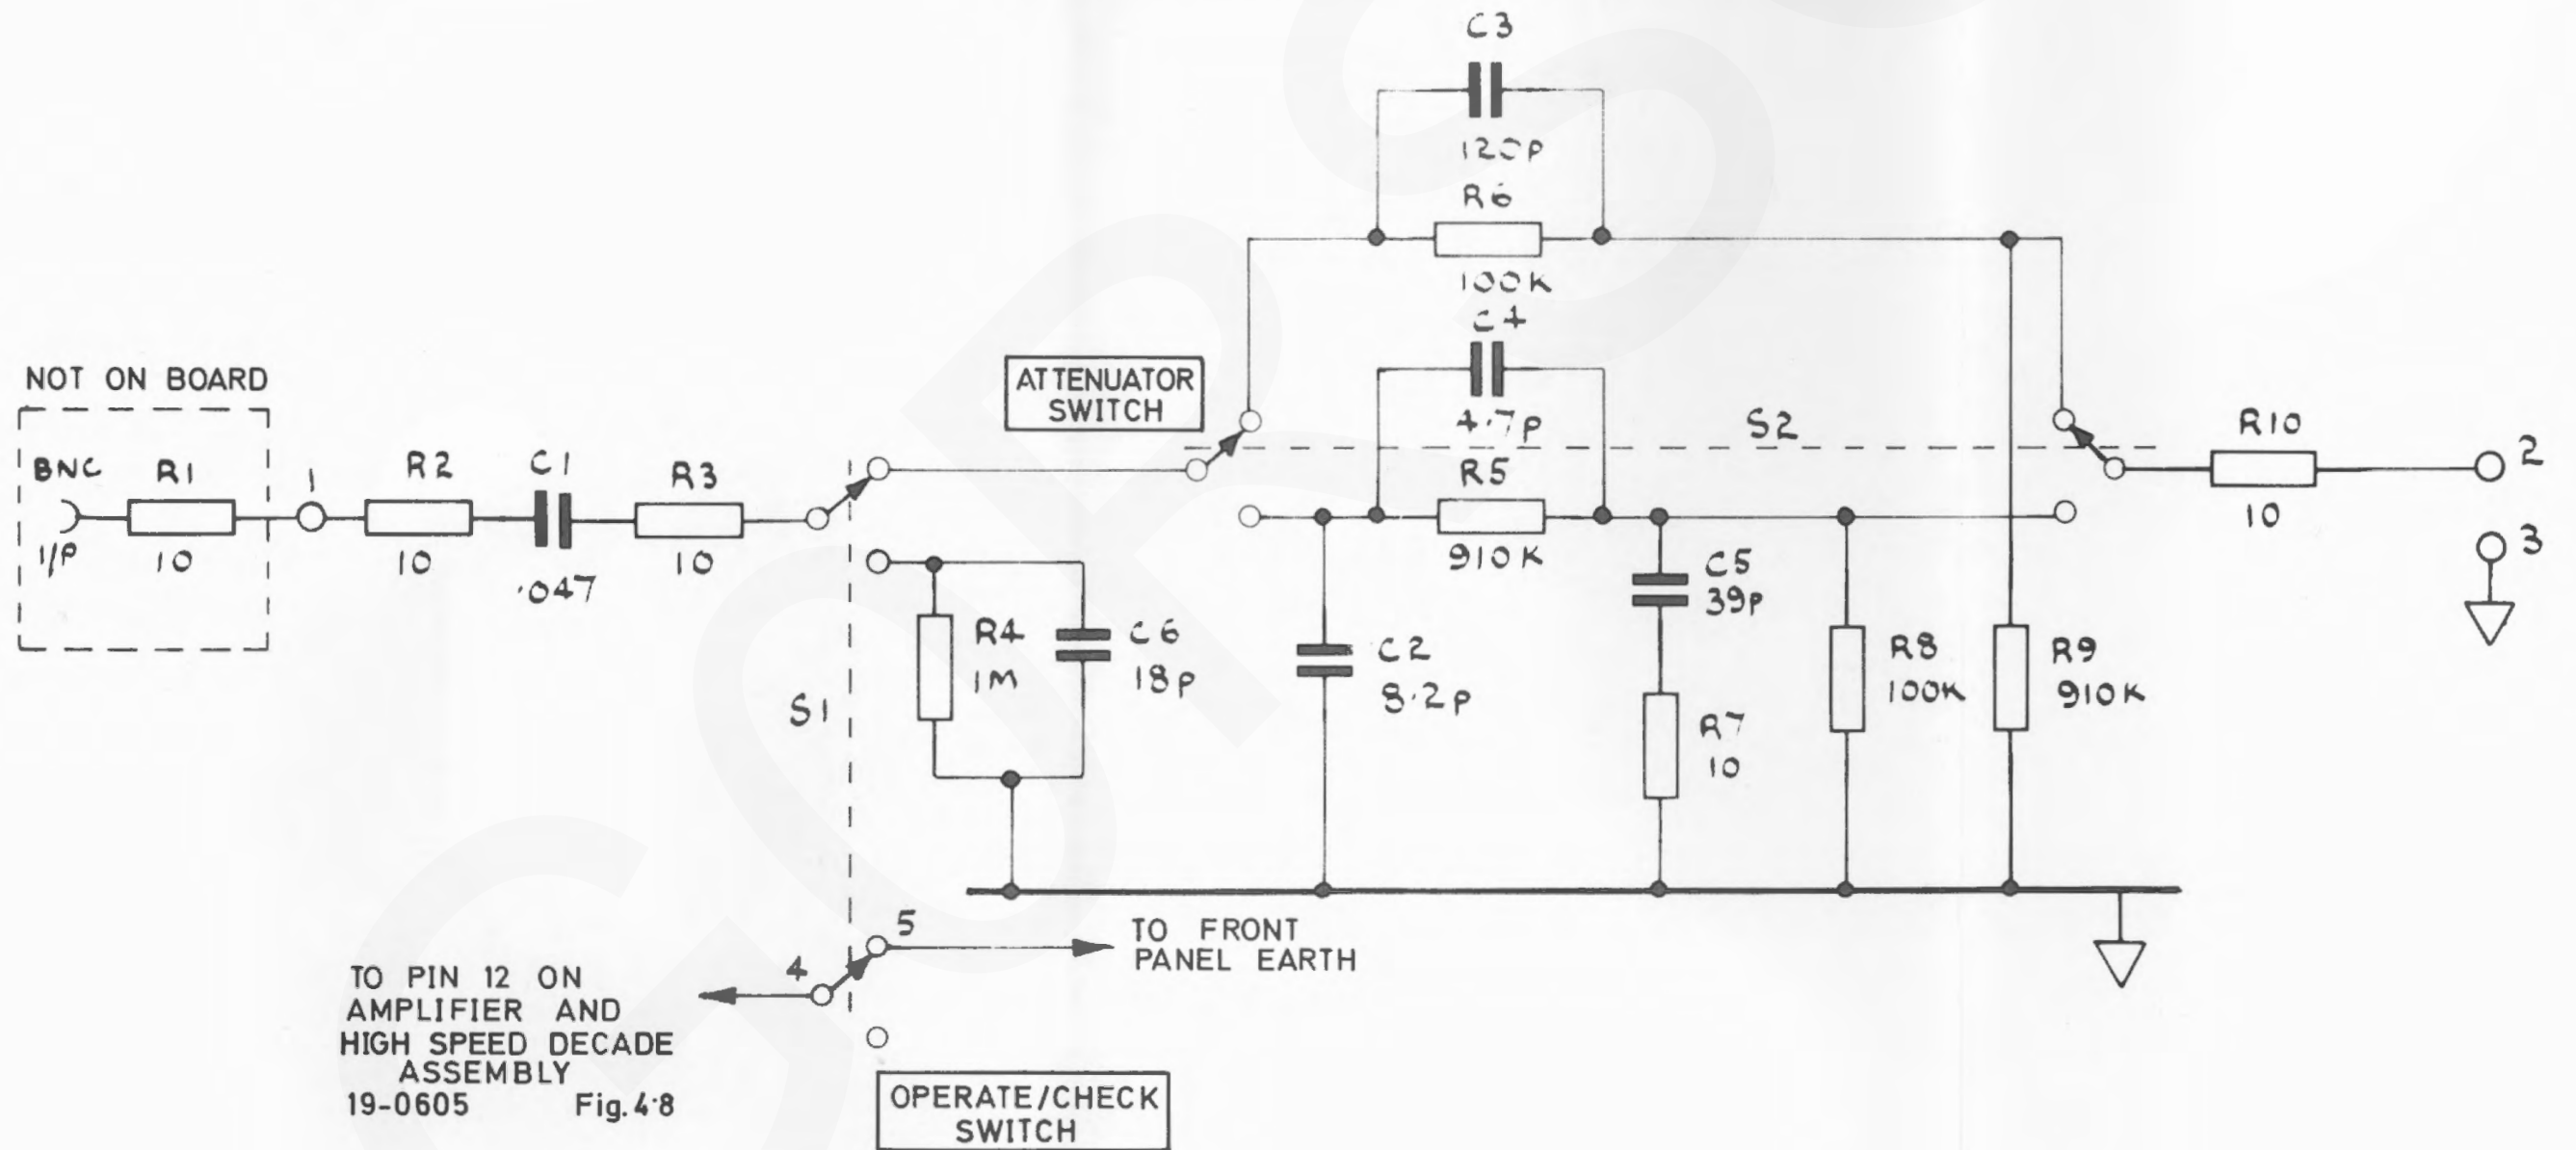 C3
120P
R6
100K
C4
4.7p
R5
910K
ATTENUATOR
SWITCH
S2
NOT ON BOARD
BNC
I/P
R1
10
1
R2
10
C1
.047
R3
10
R10
10
2
3
R4
1M
C6
18p
S1
C2
8.2p
C5
39p
R7
10
R8
100K
R9
910K
5
TO FRONT
PANEL EARTH
4
TO PIN 12 ON
AMPLIFIER AND
HIGH SPEED DECADE
ASSEMBLY
19-0605 Fig.4.8
OPERATE/CHECK
SWITCH